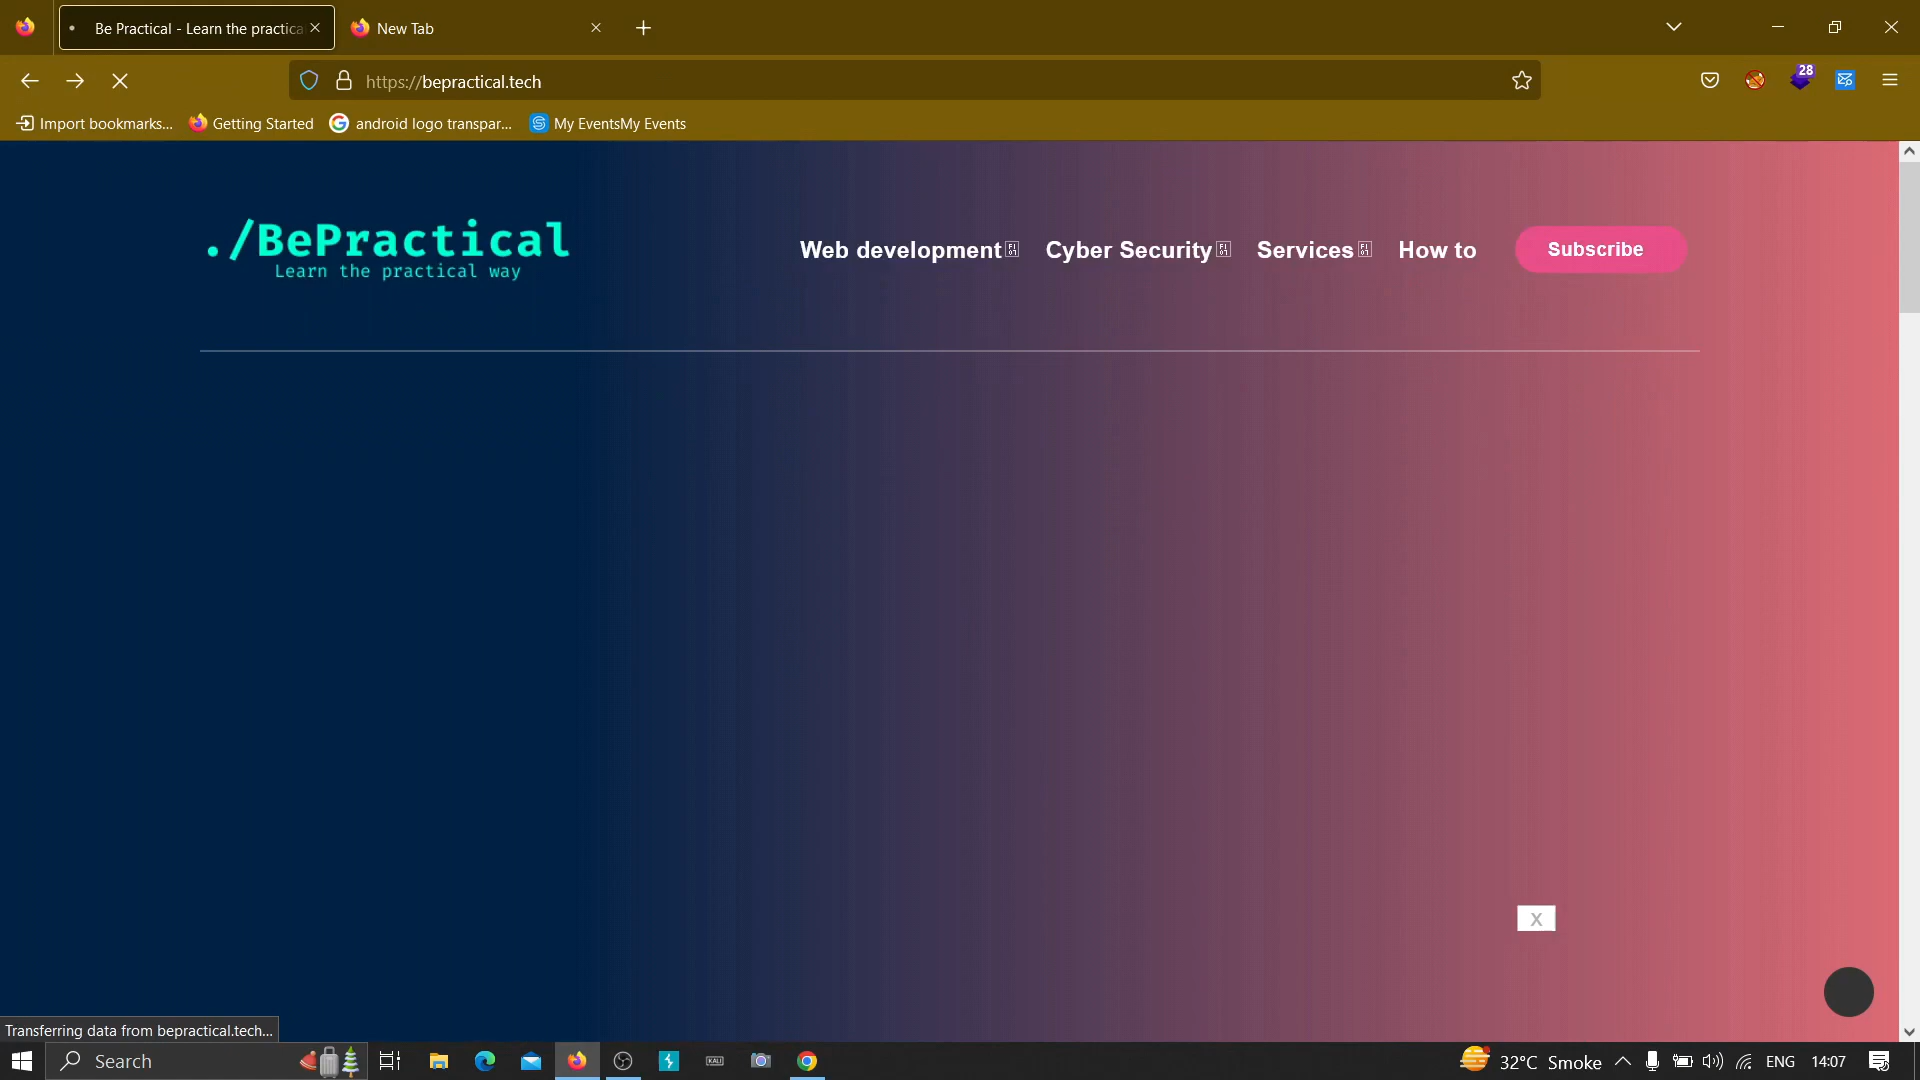 Be Practical - Learn the practica
New Tab
https://bepractical.tech
28
Import bookmarks...
Getting Started
android logo transpar...
My EventsMy Events
./BePractical
Learn the practical way
Web development
Cyber Security
Services
How to
Subscribe
X
Transferring data from bepractical.tech...
Search
KALI
32°C Smoke
ENG
14:07